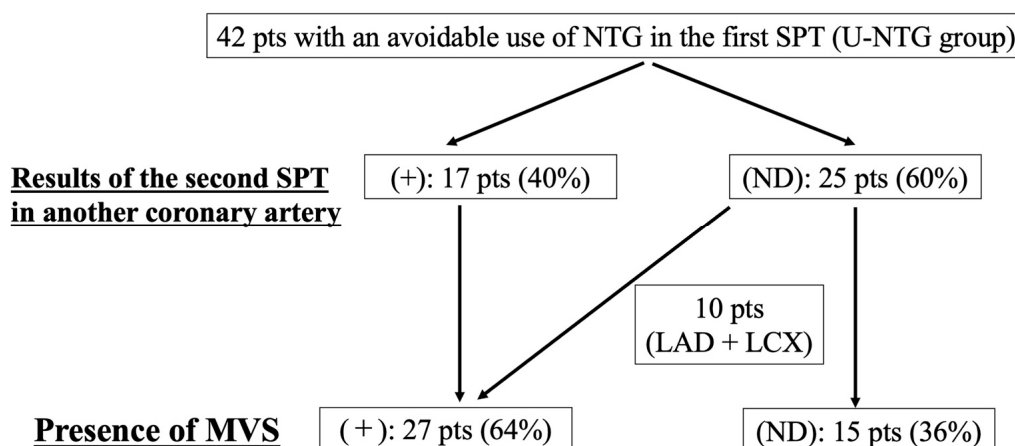 42 pts with an avoidable use of NTG in the first SPT (U-NTG group)
Results of the second SPT
in another coronary artery
(+): 17 pts (40%)
(ND): 25 pts (60%)
10 pts
(LAD + LCX)
Presence of MVS
(+): 27 pts (64%)
(ND): 15 pts (36%)